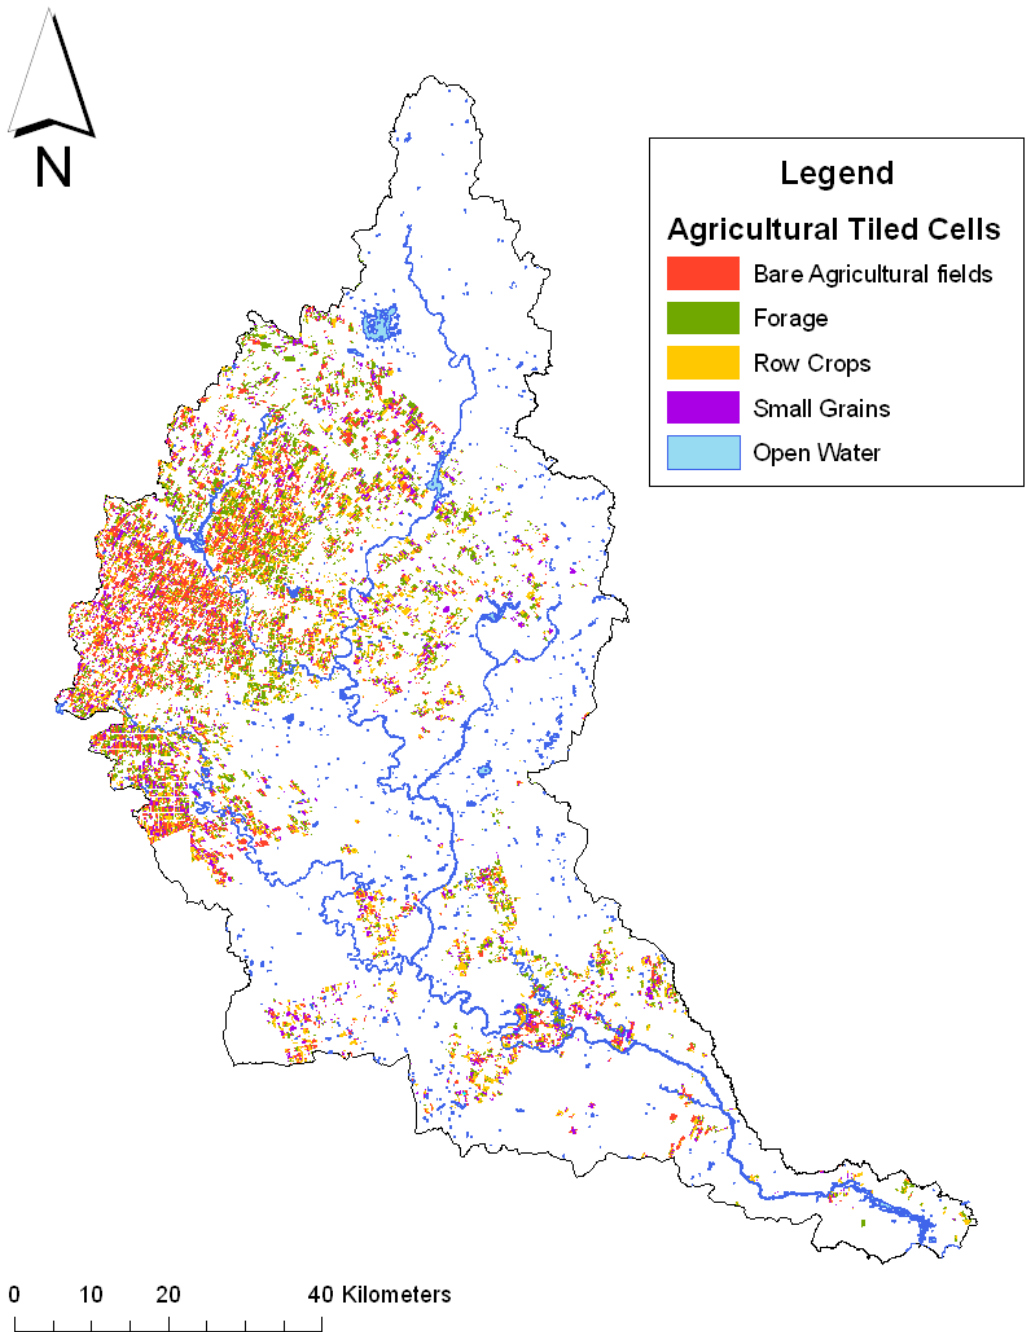 N
Legend
Agricultural Tiled Cells
Bare Agricultural fields
Forage
Row Crops
Small Grains
Open Water
0 10 20 40 Kilometers